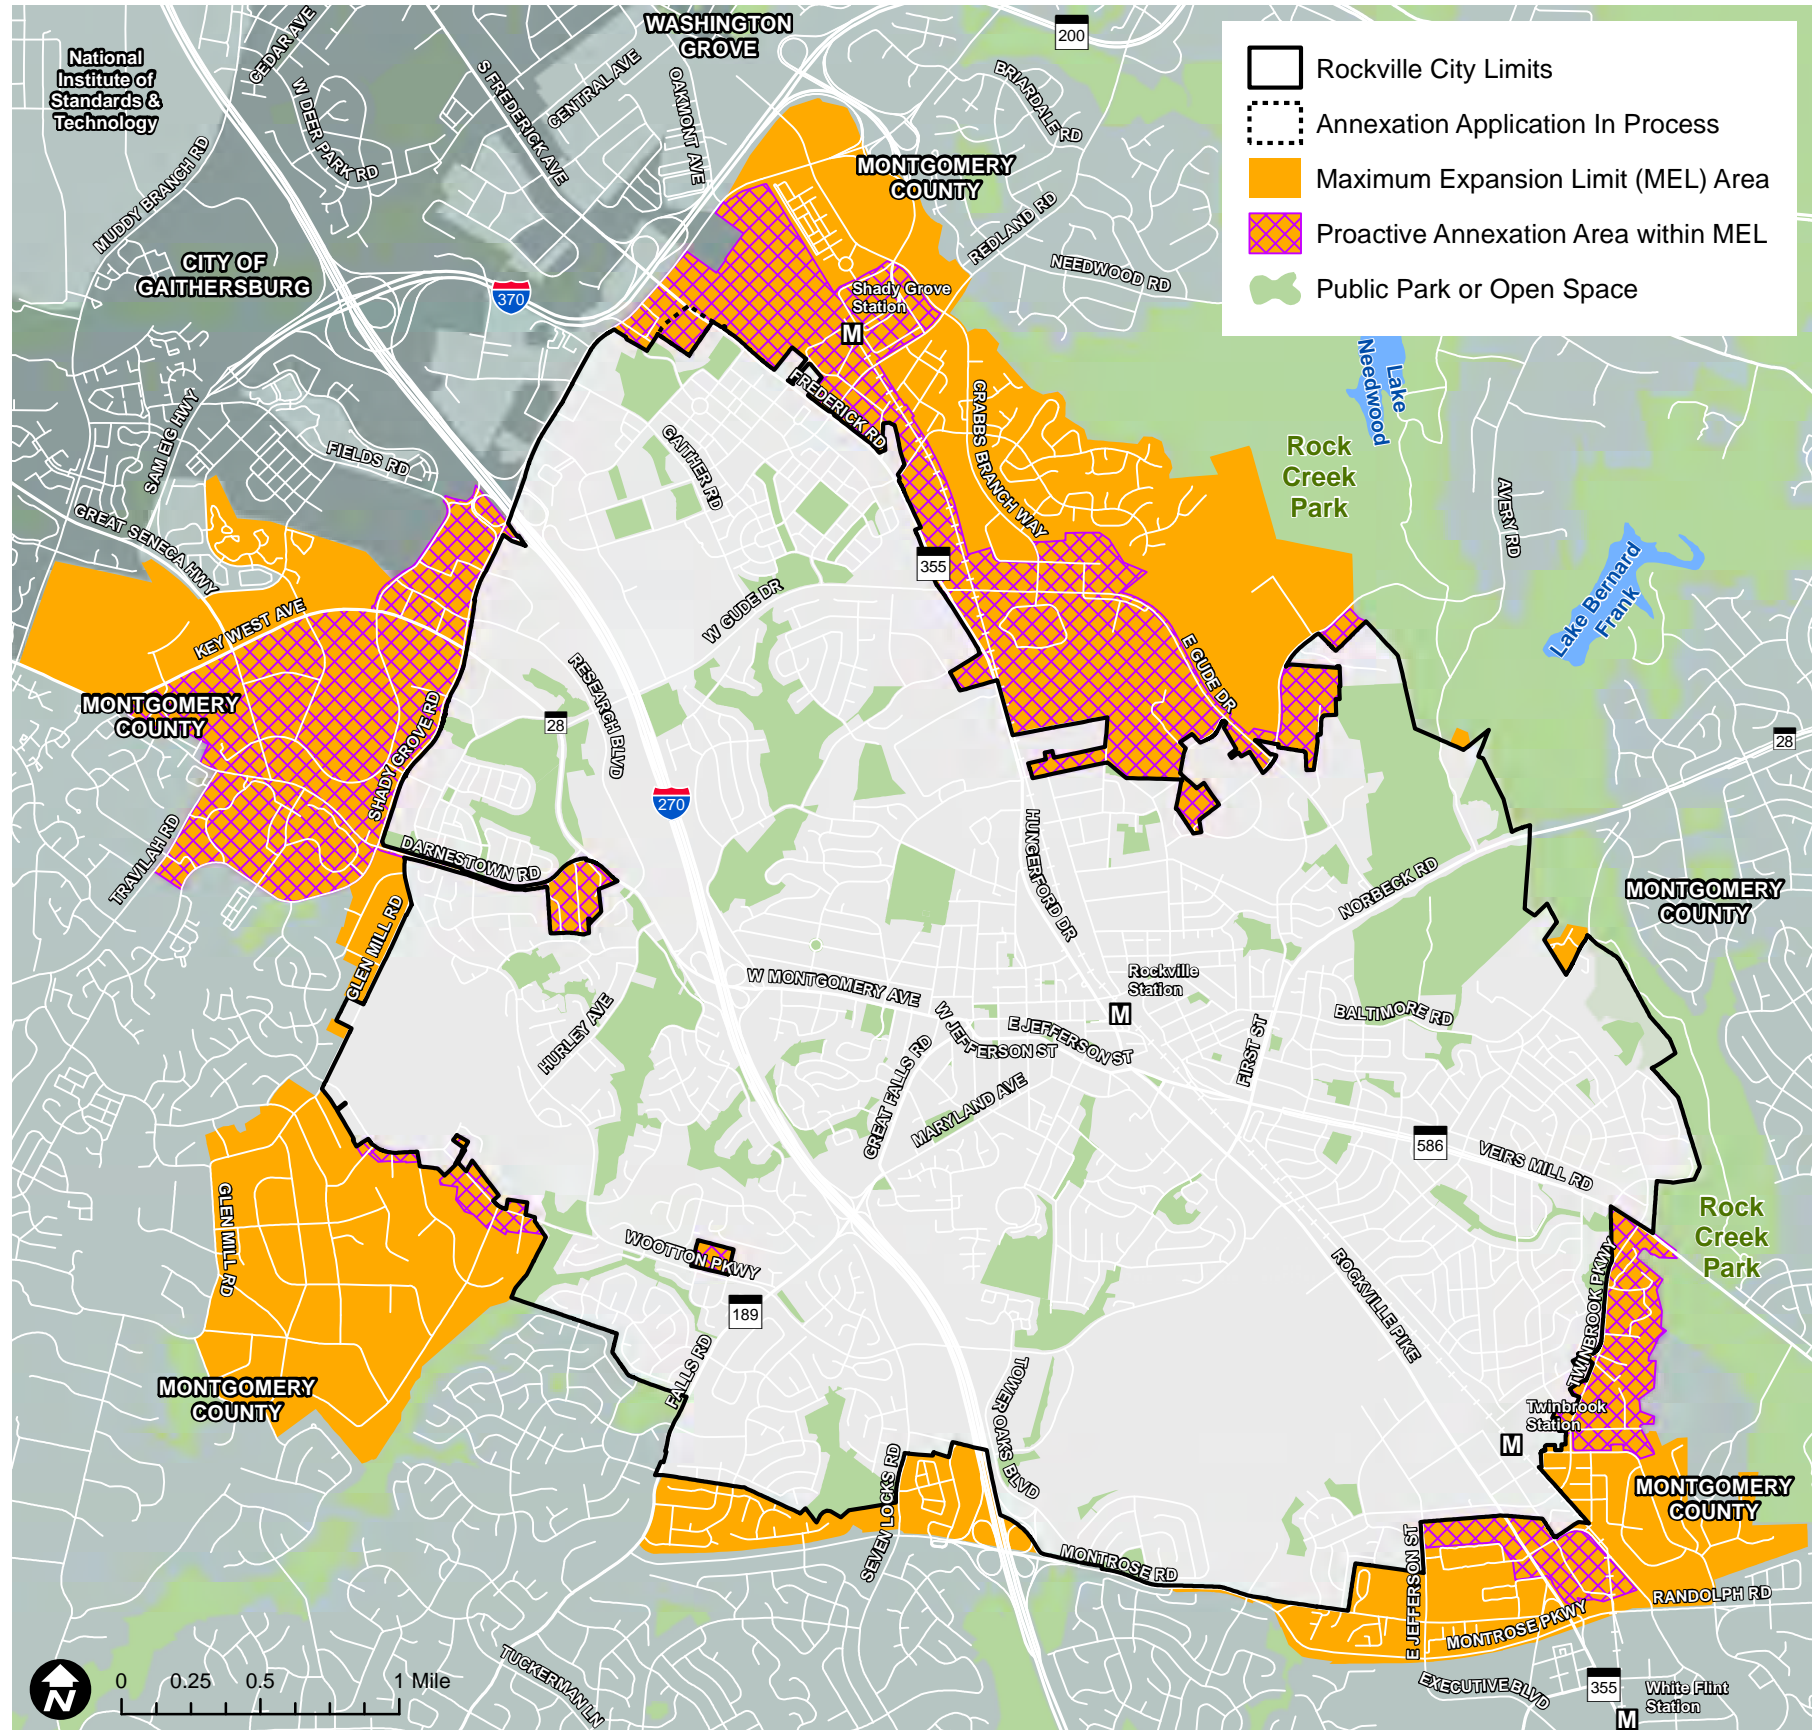 Rockville City Limits
Annexation Application In Process
Maximum Expansion Limit (MEL) Area
Proactive Annexation Area within MEL
Public Park or Open Space
WASHINGTON
GROVE
200
National
Institute of
Standards &
Technology
CEDAR AVE
W DEER PARK RD
S FREDERICK AVE
CENTRAL AVE
OAKMONT AVE
BRIARDALE RD
MUDDY BRANCH RD
MONTGOMERY
COUNTY
REDLAND RD
NEEDWOOD RD
CITY OF
GAITHERSBURG
370
Shady Grove
Station
M
Lake
Needwood
FREDERICK RD
CRABBS BRANCH WAY
SAM EIG HWY
FIELDS RD
GAITHER RD
Rock
Creek
Park
AVERY RD
GREAT SENECA HWY
355
Lake Bernard
Frank
KEY WEST AVE
W GUDE DR
E GUDE DR
RESEARCH BLVD
MONTGOMERY
COUNTY
SHADY GROVE RD
28
28
270
TRAVILAH RD
DARNESTOWN RD
HUNGERFORD DR
NORBECK RD
MONTGOMERY
COUNTY
GLEN MILL RD
W MONTGOMERY AVE
Rockville
Station
M
HURLEY AVE
W JEFFERSON ST
E JEFFERSON ST
BALTIMORE RD
FIRST ST
GREAT FALLS RD
MARYLAND AVE
586
VEIRS MILL RD
GLEN MILL RD
WOOTTON PKWY
189
Rock
Creek
Park
TWINBROOK PKWY
ROCKVILLE PIKE
FALLS RD
TOWER OAKS BLVD
MONTGOMERY
COUNTY
Twinbrook
Station
M
SEVEN LOCKS RD
MONTGOMERY
COUNTY
MONTROSE RD
E JEFFERSON ST
RANDOLPH RD
MONTROSE PKWY
TUCKERMAN LN
EXECUTIVE BLVD
355
White Flint
Station
M
N
0
0.25
0.5
1 Mile